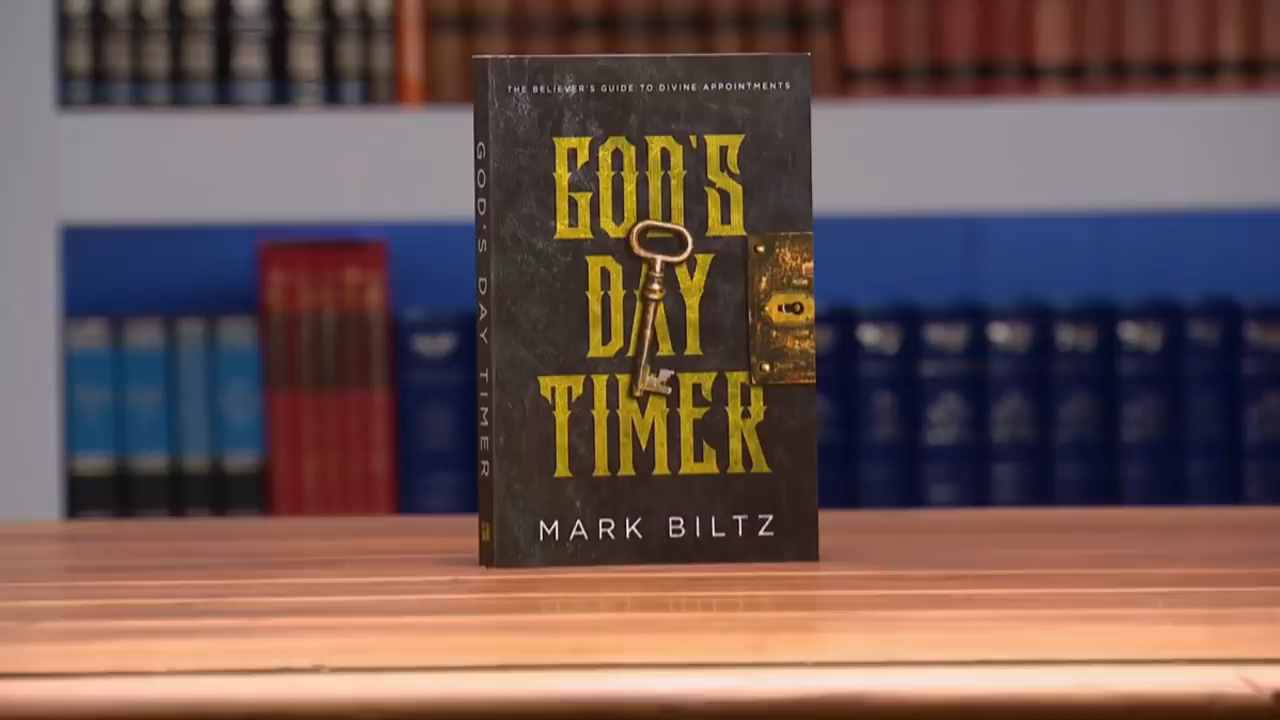 THE BELIEVER'S GUIDE TO DIVINE APPOINTMENTS
GOD'S
DAY
TIMER
MARK BILTZ
GOD'S DAY TIMER